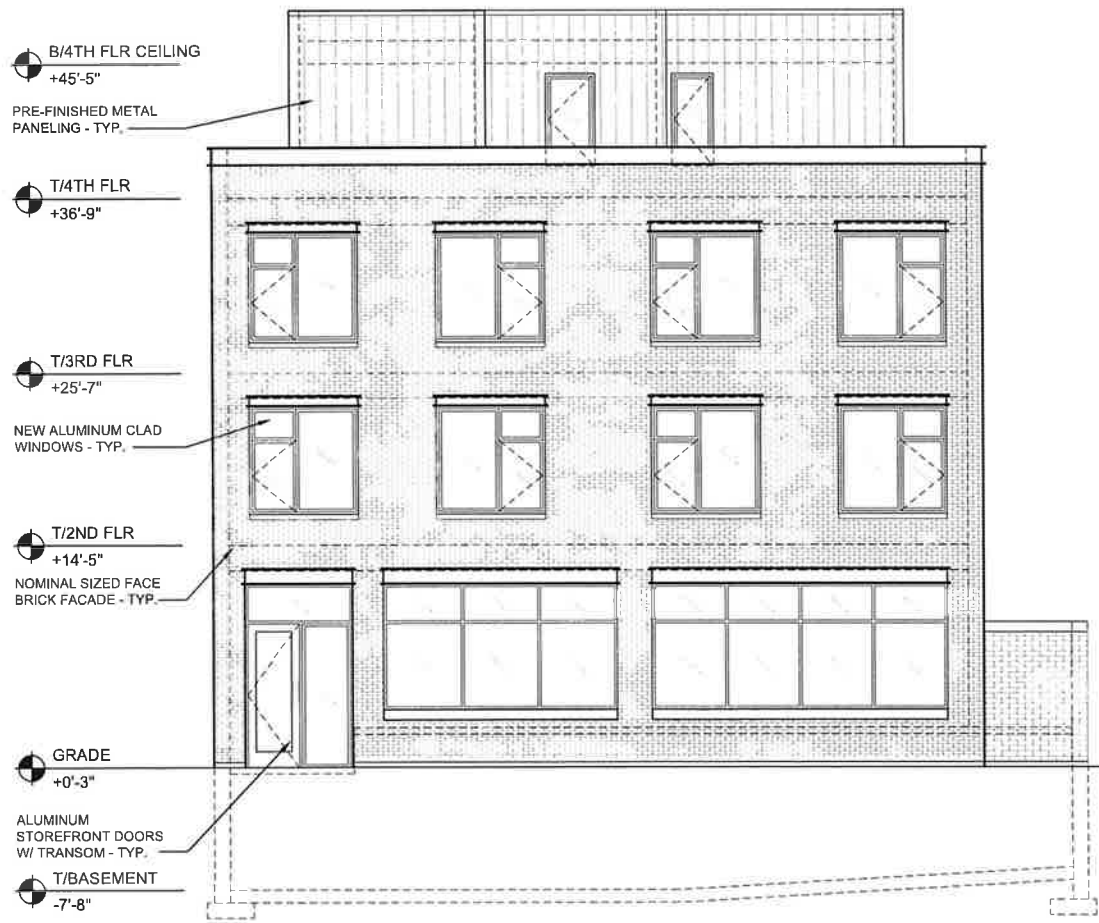 B/4TH FLR CEILING
+45'-5"
PRE-FINISHED METAL
PANELING - TYP.
T/4TH FLR
+36'-9"
T/3RD FLR
+25'-7"
NEW ALUMINUM CLAD
WINDOWS - TYP.
T/2ND FLR
+14'-5"
NOMINAL SIZED FACE
BRICK FACADE - TYP.
GRADE
+0'-3"
ALUMINUM
STOREFRONT DOORS
W/ TRANSOM - TYP.
T/BASEMENT
-7'-8"